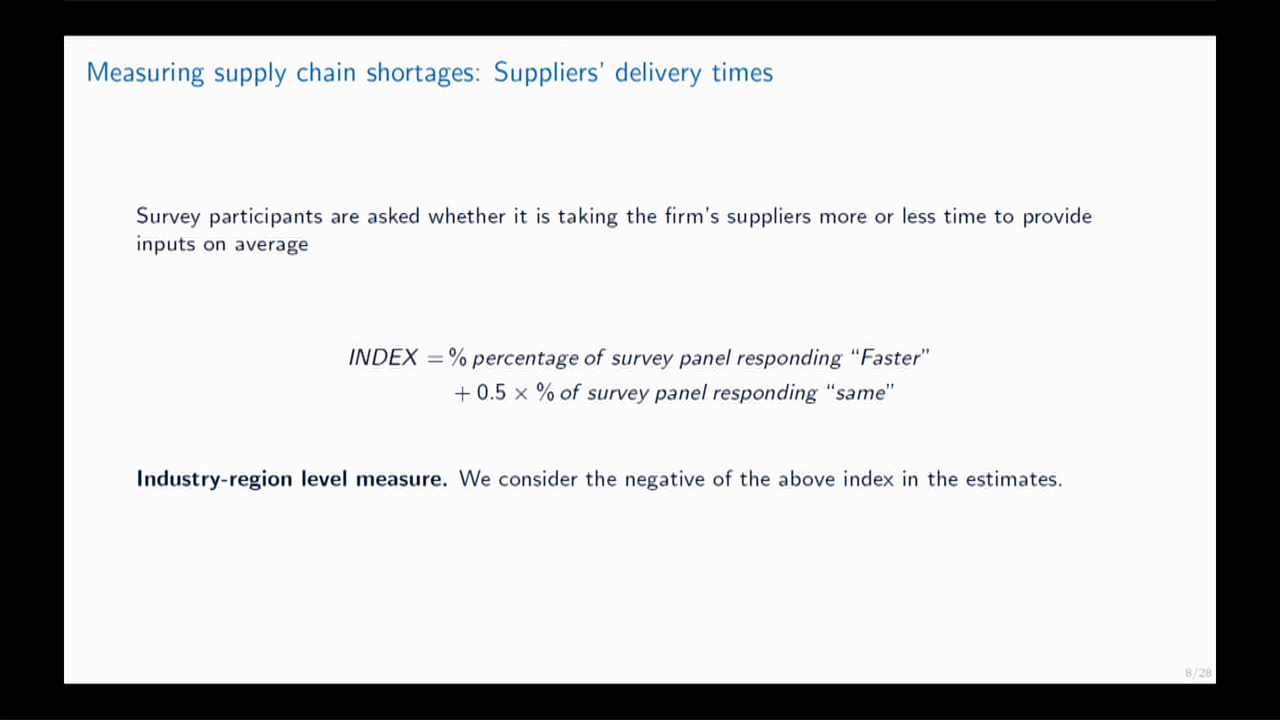 Measuring supply chain shortages: Suppliers' delivery times
Survey participants are asked whether it is taking the firm's suppliers more or less time to provide
inputs on average
INDEX = % percentage of survey panel responding “Faster”
+ 0.5 × % of survey panel responding “same”
Industry-region level measure. We consider the negative of the above index in the estimates.
8/28